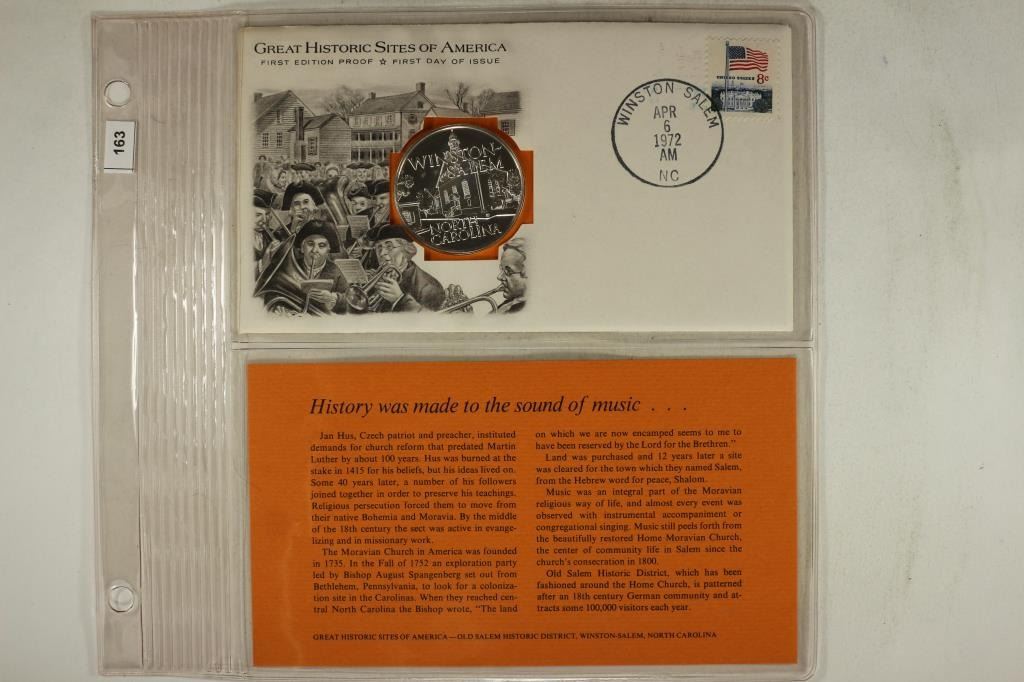 GREAT HISTORIC SITES OF AMERICA
FIRST EDITION PROOF ☆ FIRST DAY OF ISSUE
163
WINSTON-
SALEM
NORTH
CAROLINA
WINSTON SALEM
APR
6
1972
AM
NC
UNITED STATES 8c
History was made to the sound of music . . .
Jan Hus, Czech patriot and preacher, instituted
demands for church reform that predated Martin
Luther by about 100 years. Hus was burned at the
stake in 1415 for his beliefs, but his ideas lived on.
Some 40 years later, a number of his followers
joined together in order to preserve his teachings.
Religious persecution forced them to move from
their native Bohemia and Moravia. By the middle
of the 18th century the sect was active in evange-
lizing and in missionary work.
The Moravian Church in America was founded
in 1735. In the Fall of 1752 an exploration party
led by Bishop August Spangenberg set out from
Bethlehem, Pennsylvania, to look for a coloniza-
tion site in the Carolinas. When they reached cen-
tral North Carolina the Bishop wrote, "The land
on which we are now encamped seems to me to
have been reserved by the Lord for the Brethren."
Land was purchased and 12 years later a site
was cleared for the town which they named Salem,
from the Hebrew word for peace, Shalom.
Music was an integral part of the Moravian
religious way of life, and almost every event was
observed with instrumental accompaniment or
congregational singing. Music still peels forth from
the beautifully restored Home Moravian Church,
the center of community life in Salem since the
church's consecration in 1800.
Old Salem Historic District, which has been
fashioned around the Home Church, is patterned
after an 18th century German community and at-
tracts some 100,000 visitors each year.
GREAT HISTORIC SITES OF AMERICA—OLD SALEM HISTORIC DISTRICT, WINSTON-SALEM, NORTH CAROLINA